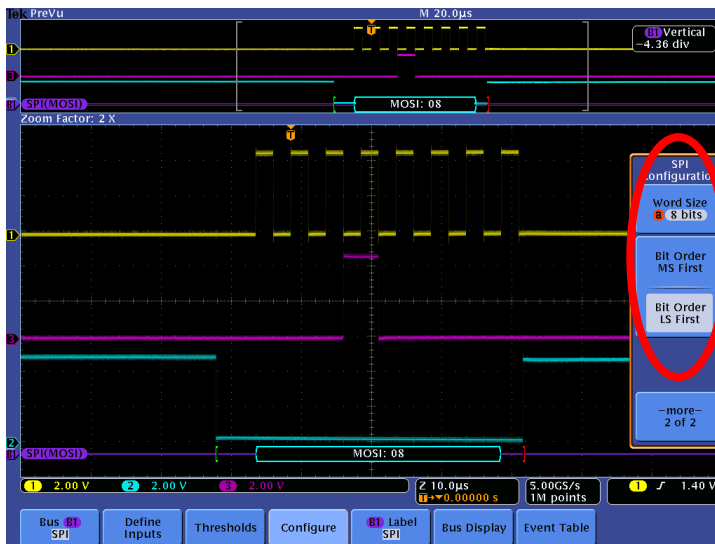 Tek PreVu
M 20.0µs
T
B1 Vertical
-4.36 div
1
3
B1 SPI(MOSI)
MOSI: 08
Zoom Factor: 2 X
T
SPI
onfiguratio
Word Size
a 8 bits
1
Bit Order
MS First
Bit Order
LS First
3
-more-
2 of 2
2
B1 SPI(MOSI)
MOSI: 08
1 2.00 V 2 2.00 V 3 2.00 V
Z 10.0µs
T→▼0.00000 s
5.00GS/s
1M points
1 ʃ 1.40 V
Bus B1
SPI
Define
Inputs
Thresholds
Configure
B1 Label
SPI
Bus Display
Event Table